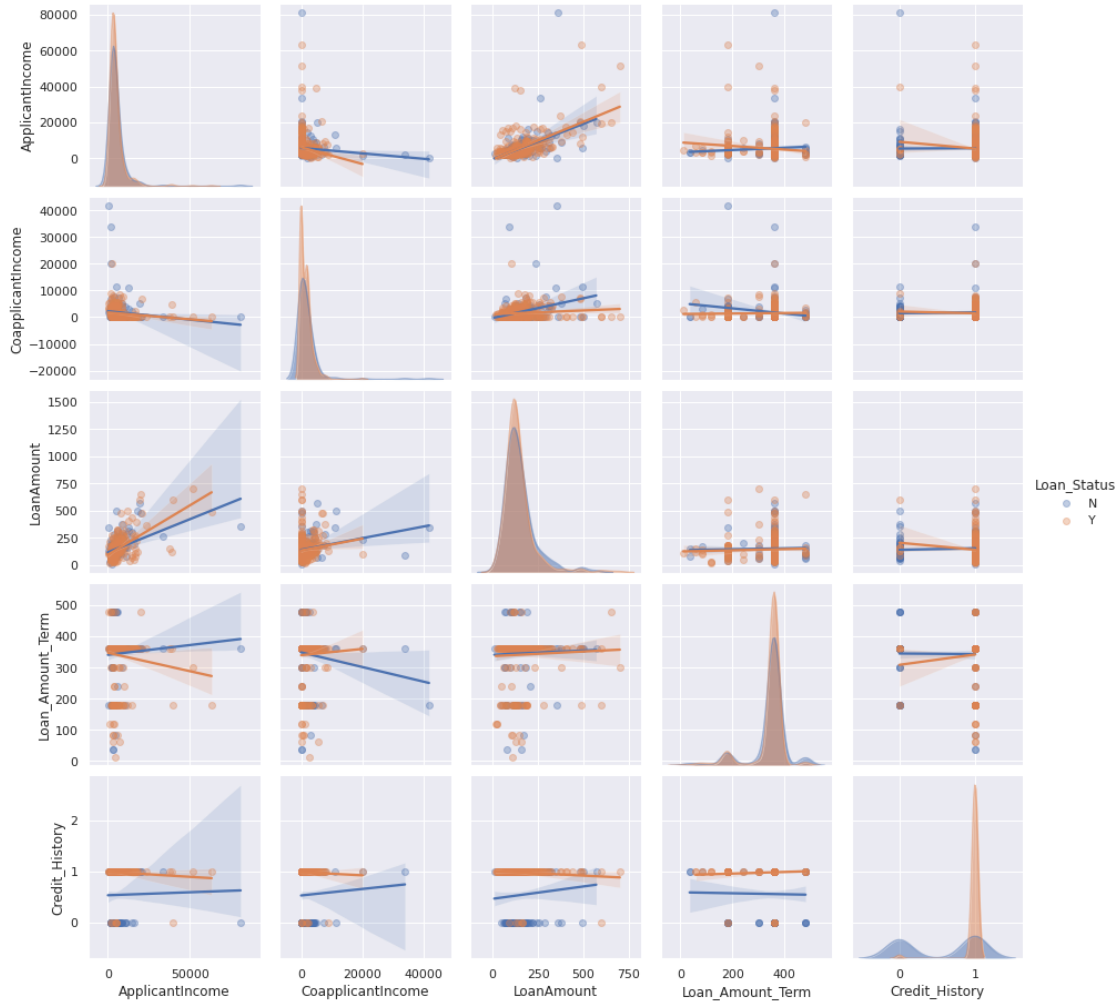 80000
60000
40000
20000
0
ApplicantIncome
40000
30000
20000
10000
0
−10000
−20000
CoapplicantIncome
1500
1250
1000
750
500
250
0
LoanAmount
Loan_Status
N
Y
500
400
300
200
100
0
Loan_Amount_Term
2
1
0
Credit_History
0 50000
0 20000 40000
0 250 500 750
0 200 400
0 1
ApplicantIncome
CoapplicantIncome
LoanAmount
Loan_Amount_Term
Credit_History